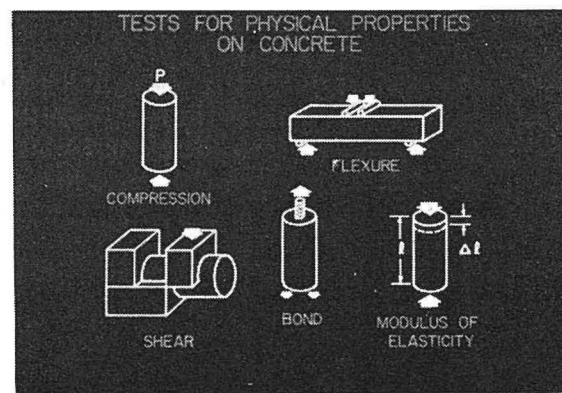 TESTS FOR PHYSICAL PROPERTIES
ON CONCRETE
P
COMPRESSION
FLEXURE
SHEAR
BOND
ℓ
Δ ℓ
MODULUS OF
ELASTICITY